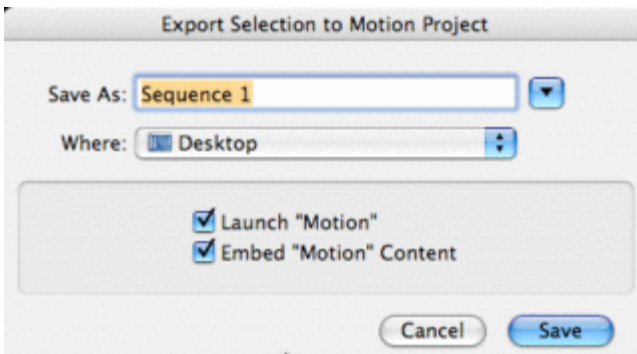 Export Selection to Motion Project
Save As: Sequence 1
Where: Desktop
Launch "Motion"
Embed "Motion" Content
Cancel Save